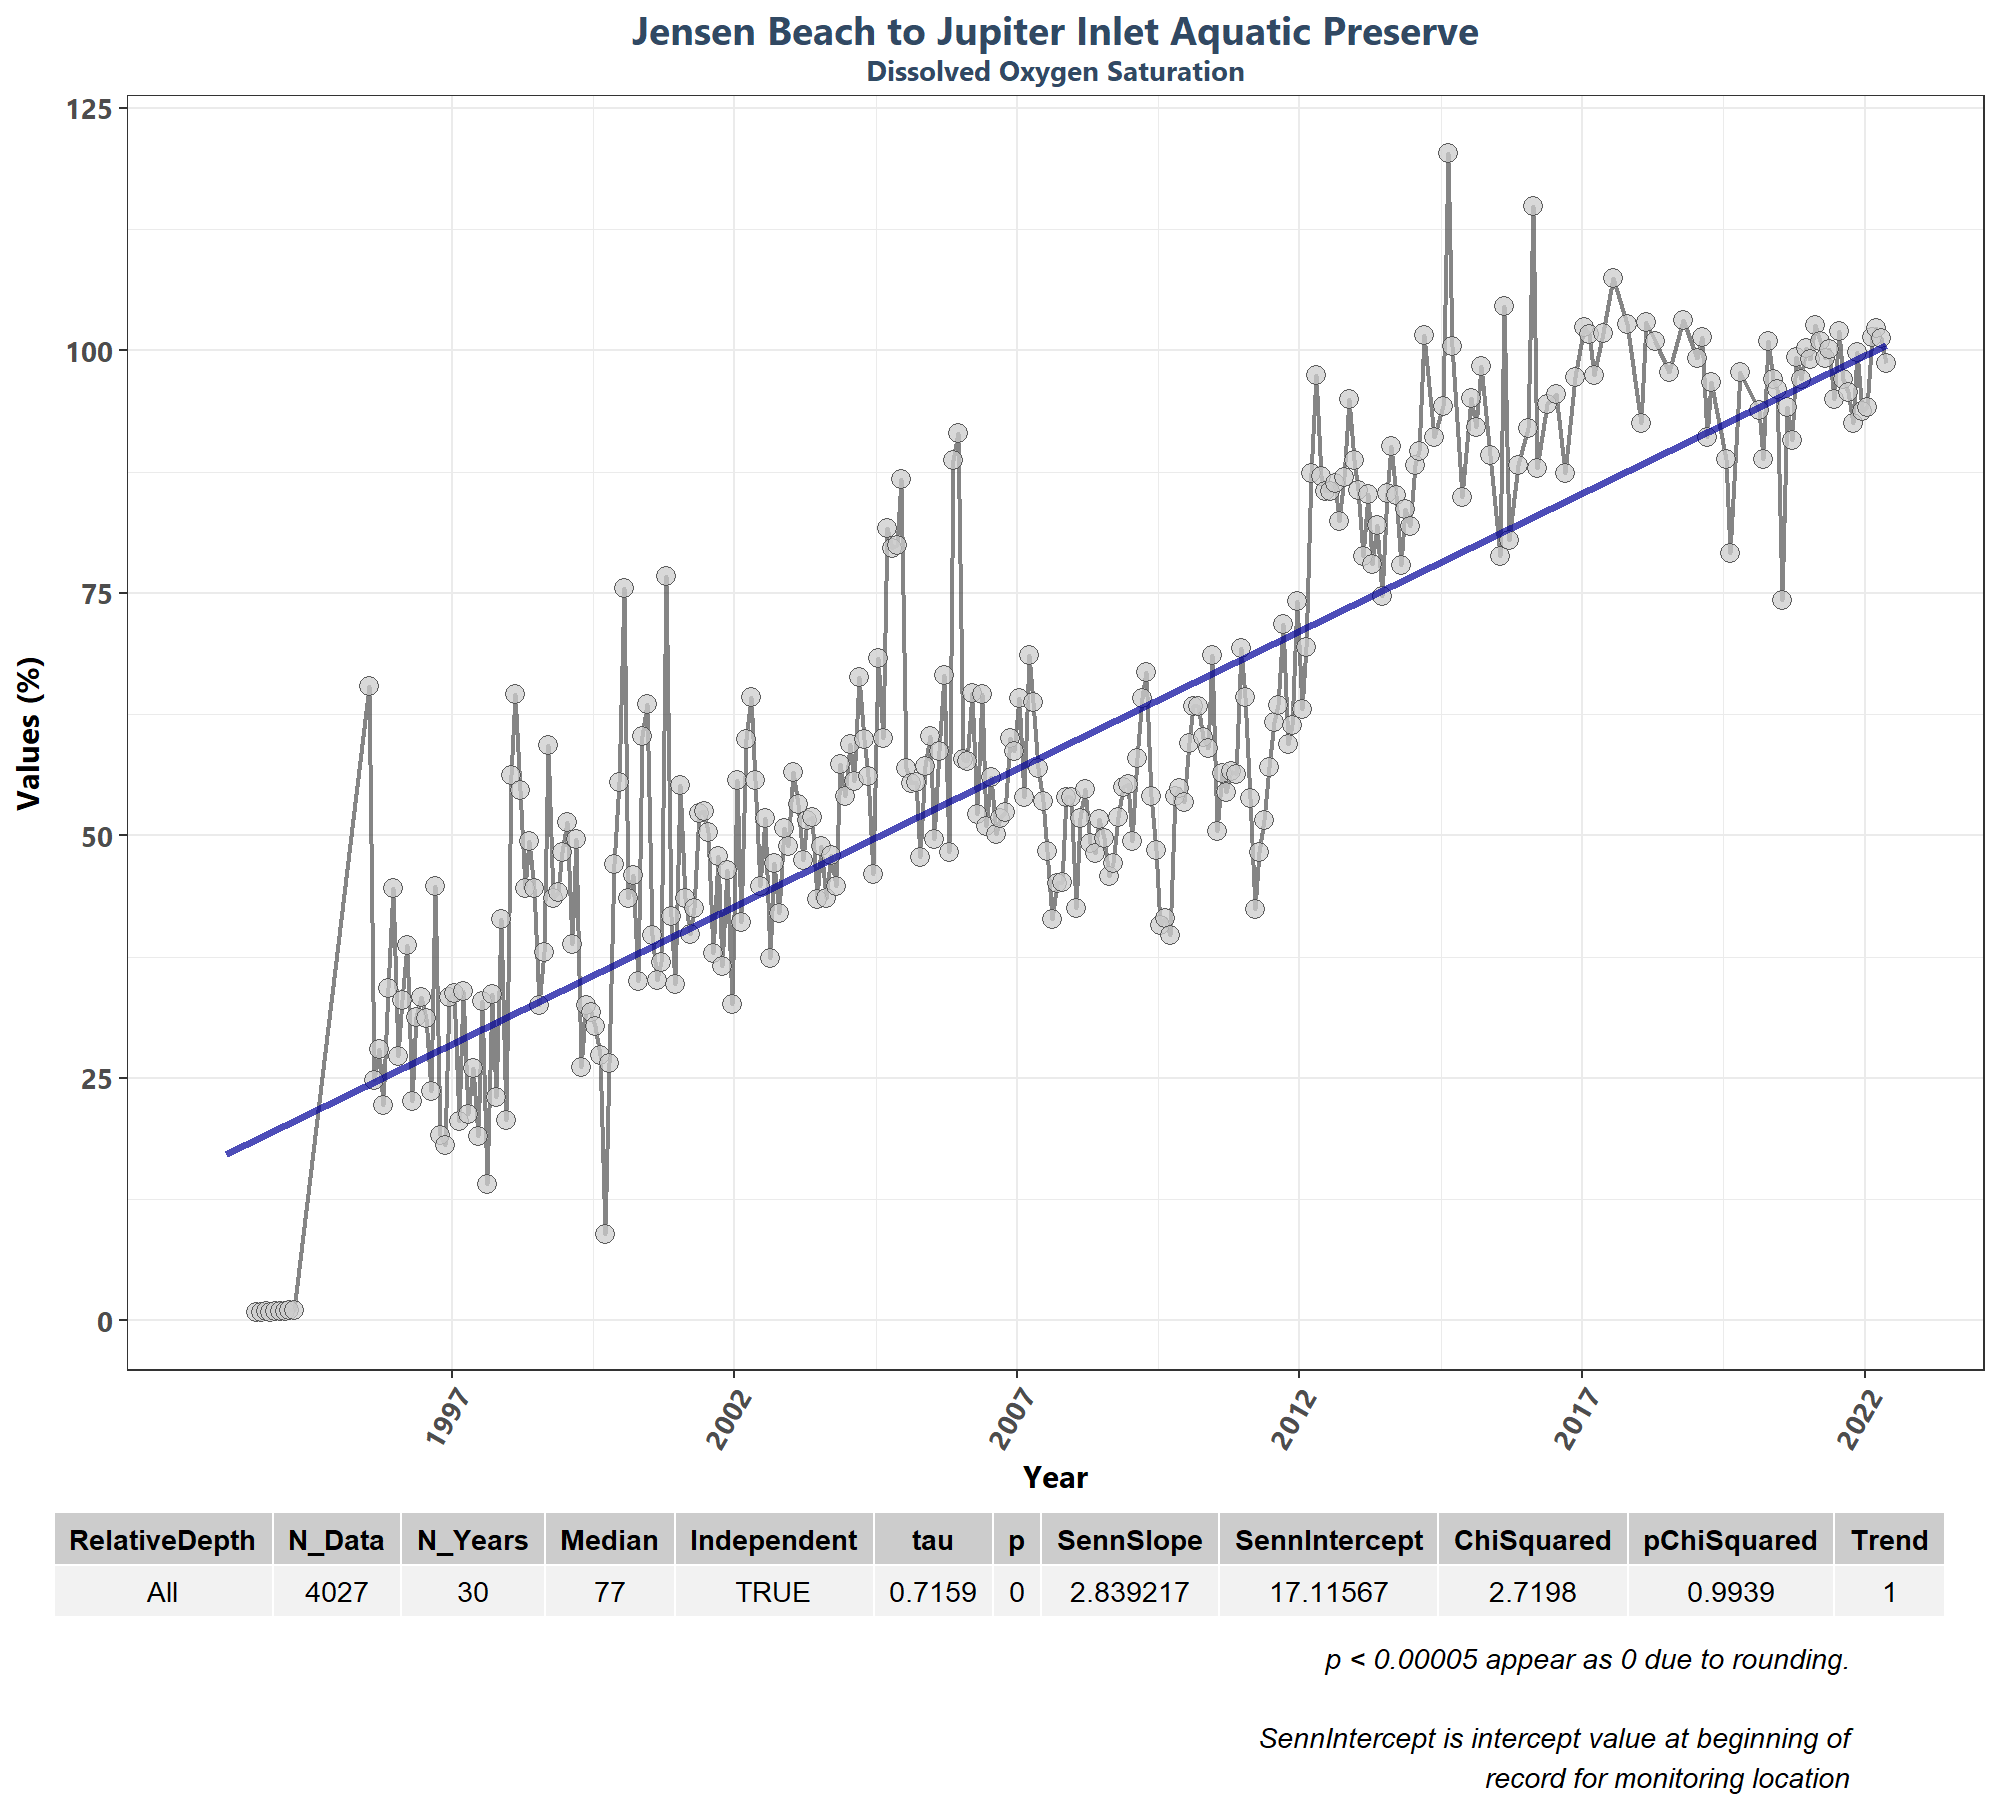 Jensen Beach to Jupiter Inlet Aquatic Preserve
Dissolved Oxygen Saturation
125
100
75
50
25
0
Values (%)
1997
2002
2007
2012
2017
2022
Year
RelativeDepth N_Data N_Years Median Independent tau p SennSlope SennIntercept ChiSquared pChiSquared Trend
All 4027 30 77 TRUE 0.7159 0 2.839217 17.11567 2.7198 0.9939 1
p < 0.00005 appear as 0 due to rounding.
SennIntercept is intercept value at beginning of
record for monitoring location